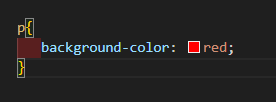 p{
background-color: red;
}